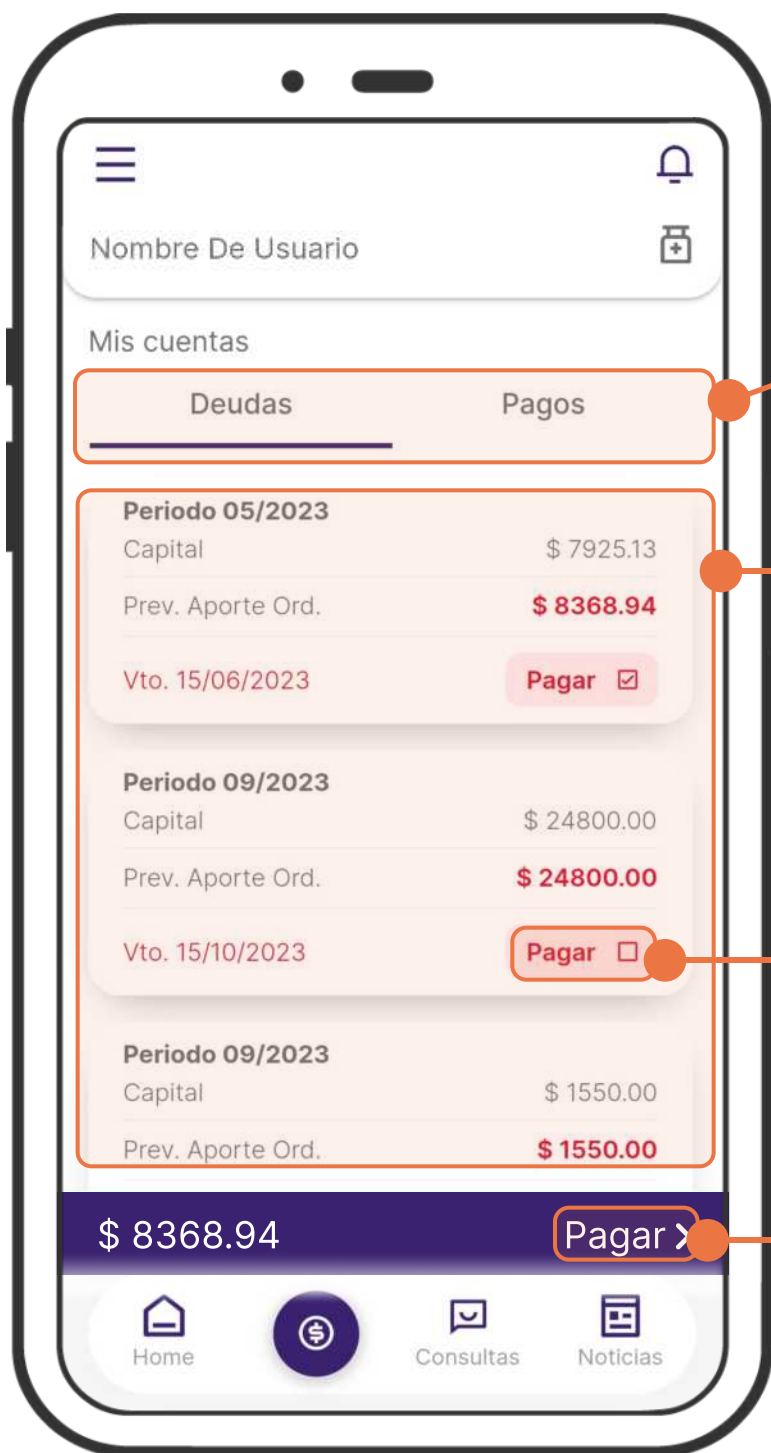 Nombre De Usuario
Mis cuentas
Deudas Pagos
Periodo 05/2023
Capital $ 7925.13
Prev. Aporte Ord. $ 8368.94
Vto. 15/06/2023 Pagar
Periodo 09/2023
Capital $ 24800.00
Prev. Aporte Ord. $ 24800.00
Vto. 15/10/2023 Pagar
Periodo 09/2023
Capital $ 1550.00
Prev. Aporte Ord. $ 1550.00
$ 8368.94 Pagar
Home Consultas Noticias